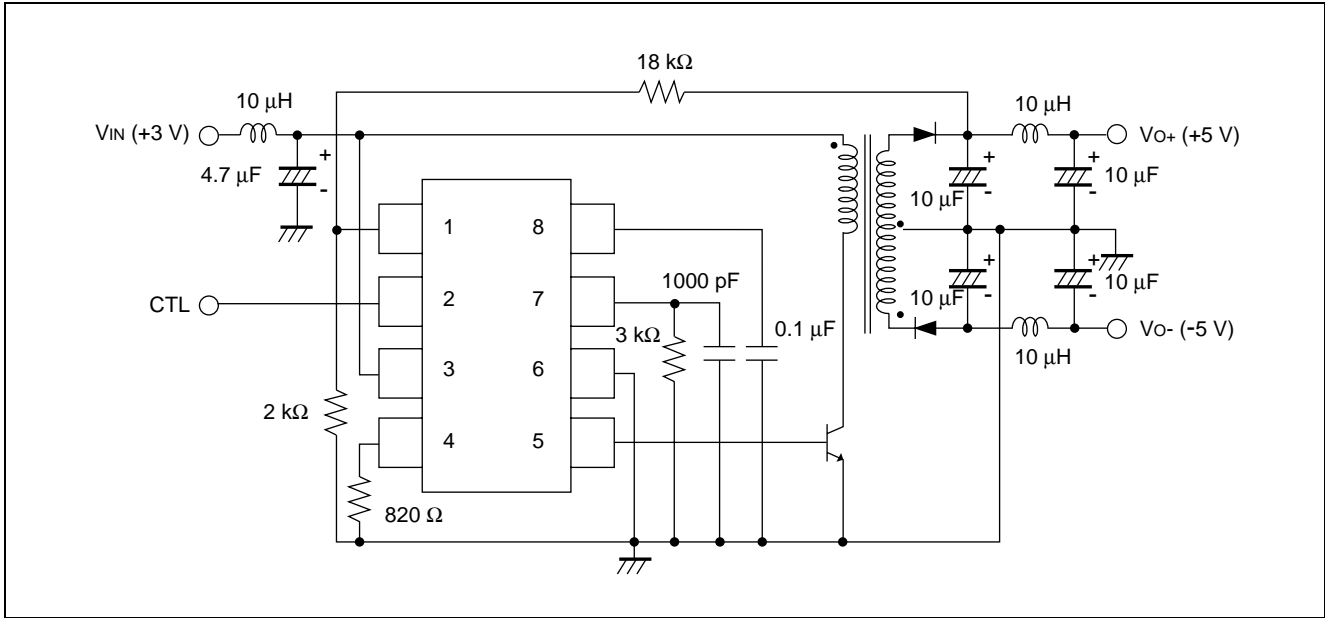 18 kΩ
10 μH
10 μH
VIN (+3 V)
VO+ (+5 V)
+
-
4.7 μF
+
-
10 μF
+
-
10 μF
1
8
1000 pF
CTL
2
7
3 kΩ
0.1 μF
10 μF
+
-
+
-
10 μF
VO- (-5 V)
10 μH
3
6
2 kΩ
4
5
820 Ω